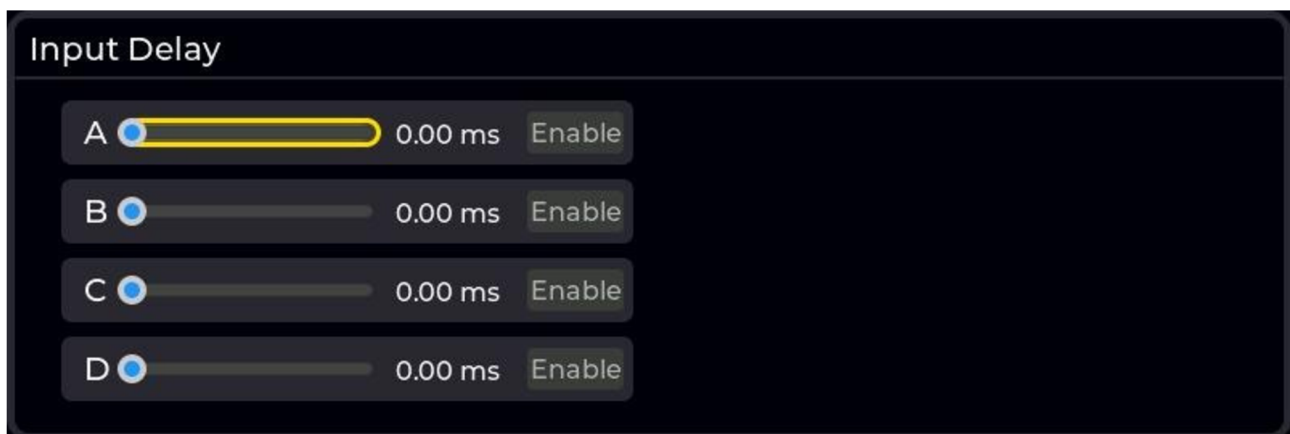 Input Delay
A 0.00 ms Enable
B 0.00 ms Enable
C 0.00 ms Enable
D 0.00 ms Enable